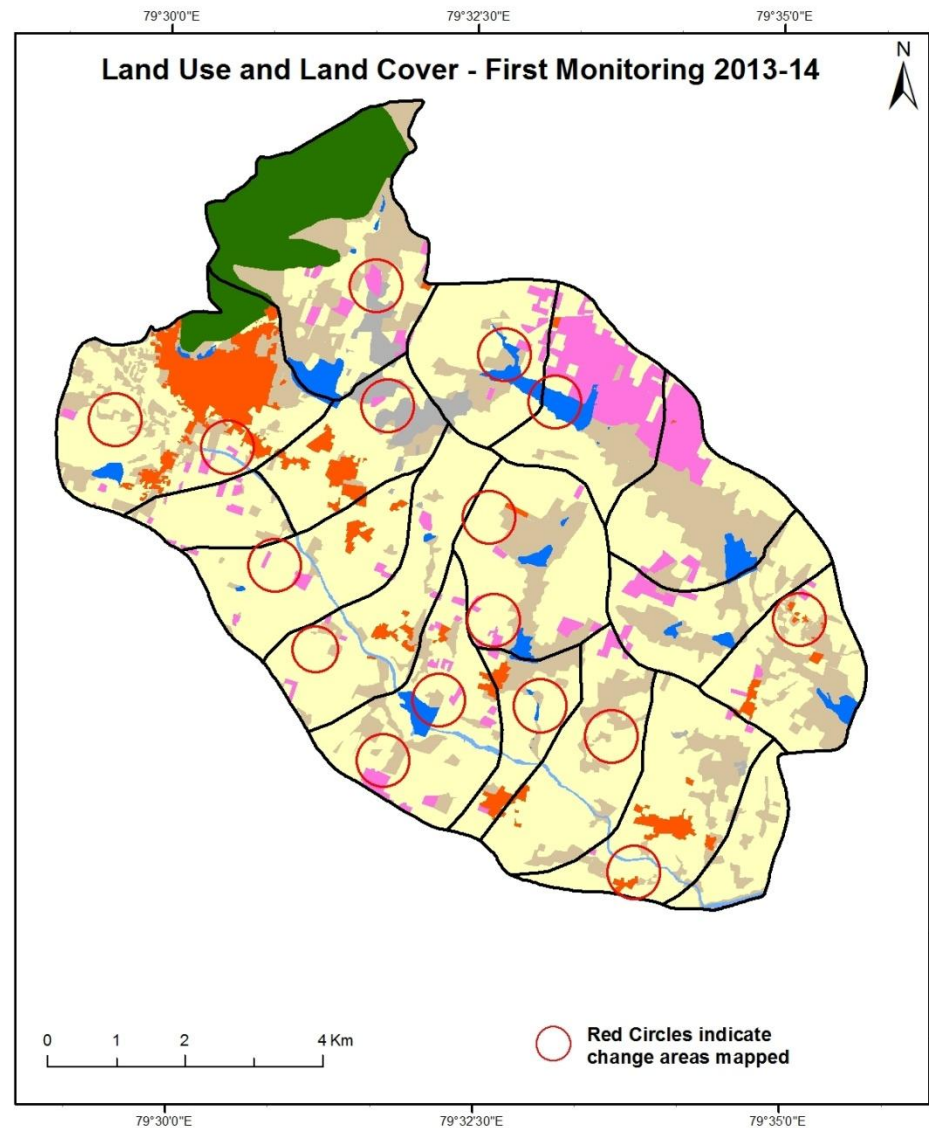 79°30'0"E 79°32'30"E 79°35'0"E
N
Land Use and Land Cover - First Monitoring 2013-14
0 1 2 4 Km
Red Circles indicate
change areas mapped
79°30'0"E 79°32'30"E 79°35'0"E